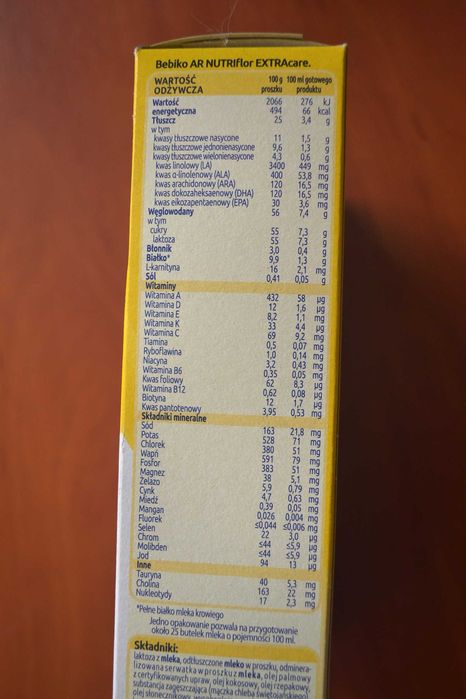 Bebiko AR NUTRIflor EXTRAcare.
WARTOŚĆ 100 g 100 ml gotowego
ODŻYWCZA proszku produktu
Wartość 2066 276 kJ
energetyczna 494 66 kcal
Tłuszcz 25 3,4 g
w tym
kwasy tłuszczowe nasycone 11 1,5 g
kwasy tłuszczowe jednonienasycone 9,6 1,3 g
kwasy tłuszczowe wielonienasycone 4,3 0,6 g
kwas linolowy (LA) 3400 449 mg
kwas α-linolenowy (ALA) 400 53,8 mg
kwas arachidonowy (ARA) 120 16,5 mg
kwas dokozaheksaenowy (DHA) 120 16,5 mg
kwas eikozapentaenowy (EPA) 30 3,6 mg
Węglowodany 56 7,4 g
w tym
cukry 55 7,3 g
laktoza 55 7,3 g
Błonnik 3,0 0,4 g
Białko* 9,9 1,3 g
L-karnityna 16 2,1 mg
Sól 0,41 0,05 g
Witaminy
Witamina A 432 58 µg
Witamina D 12 1,6 µg
Witamina E 8,2 1,1 mg
Witamina K 33 4,4 µg
Witamina C 69 9,2 mg
Tiamina 0,5 0,07 mg
Ryboflawina 1,0 0,14 mg
Niacyna 3,2 0,43 mg
Witamina B6 0,35 0,05 mg
Kwas foliowy 62 8,3 µg
Witamina B12 0,62 0,08 µg
Biotyna 12 1,7 µg
Kwas pantotenowy 3,95 0,53 mg
Składniki mineralne
Sód 163 21,8 mg
Potas 528 71 mg
Chlorek 380 51 mg
Wapń 591 79 mg
Fosfor 383 51 mg
Magnez 38 5,1 mg
Żelazo 5,9 0,79 mg
Cynk 4,7 0,63 mg
Miedź 0,39 0,05 mg
Mangan 0,026 0,004 mg
Fluorek ≤0,044 ≤0,006 mg
Selen 22 3,0 µg
Chrom ≤44 ≤5,9 µg
Molibden ≤44 ≤5,9 µg
Jod 94 13 µg
Inne
Tauryna 40 5,3 mg
Cholina 163 22 mg
Nukleotydy 17 2,3 mg
*Pełne białko mleka krowiego
Jedno opakowanie pozwala na przygotowanie
około 25 butelek mleka o pojemności 100 ml.
Składniki:
laktoza z mleka, odtłuszczone mleko w proszku, odminera-
lizowana serwatka w proszku z mleka, olej palmowy
z certyfikowanych upraw, olej kokosowy, olej rzepakowy,
substancja zagęszczająca (mączka chleba świętojańskiego),